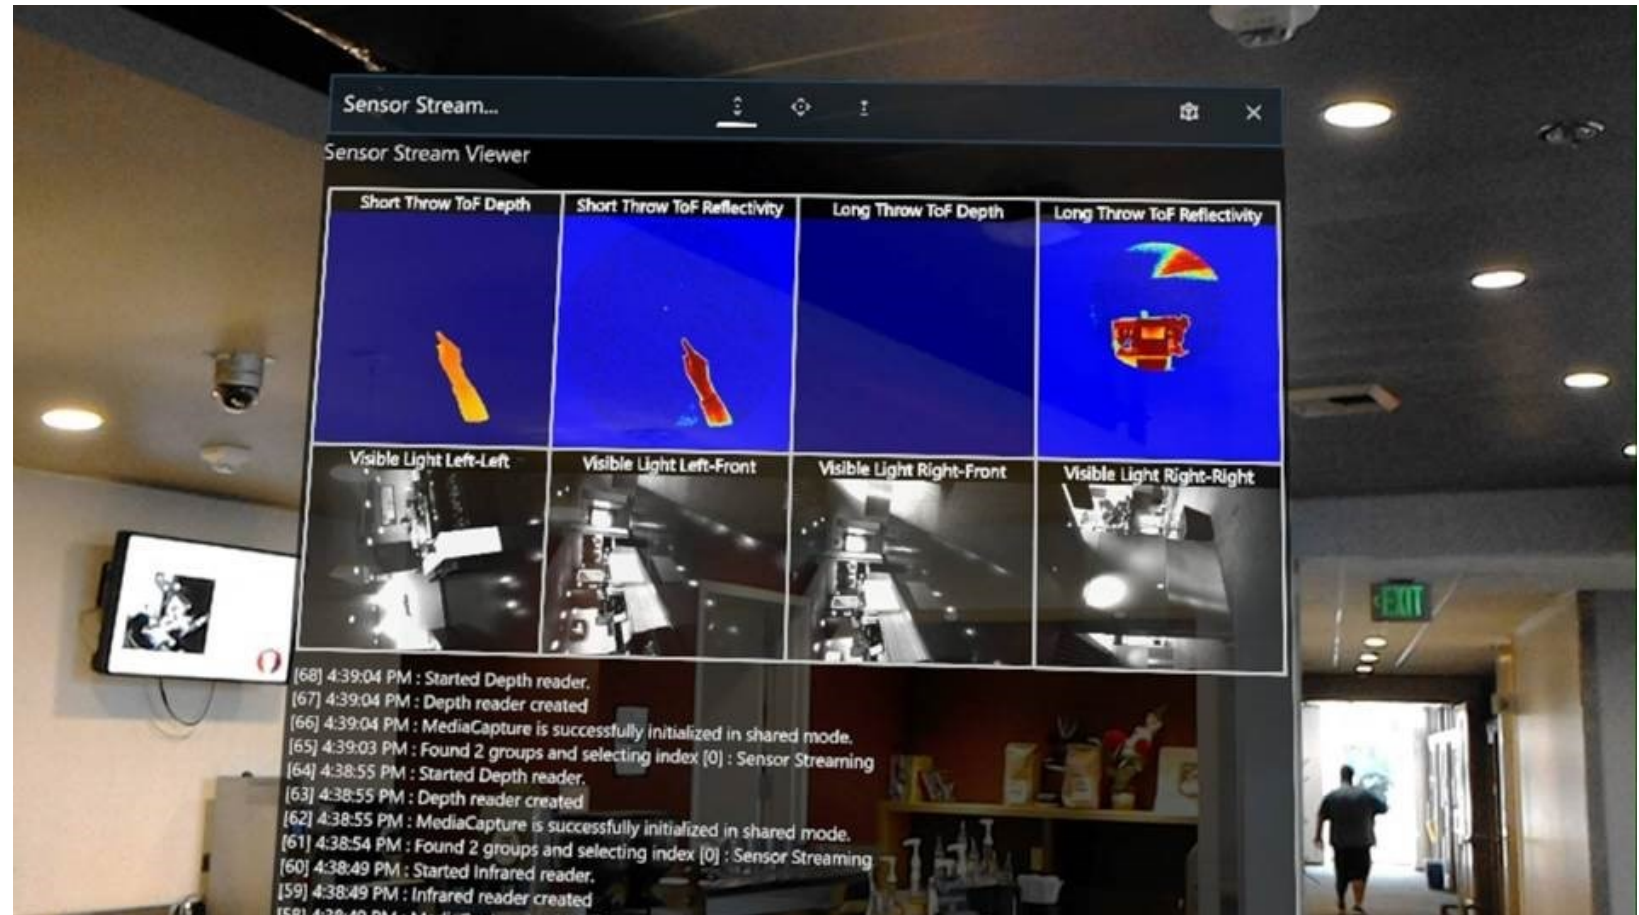 Sensor Stream...
Sensor Stream Viewer
Short Throw ToF Depth
Short Throw ToF Reflectivity
Long Throw ToF Depth
Long Throw ToF Reflectivity
Visible Light Left-Left
Visible Light Left-Front
Visible Light Right-Front
Visible Light Right-Right
[68] 4:39:04 PM : Started Depth reader.
[67] 4:39:04 PM : Depth reader created
[66] 4:39:04 PM : MediaCapture is successfully initialized in shared mode.
[65] 4:39:03 PM : Found 2 groups and selecting index [0] : Sensor Streaming
[64] 4:38:55 PM : Started Depth reader.
[63] 4:38:55 PM : Depth reader created
[62] 4:38:55 PM : MediaCapture is successfully initialized in shared mode.
[61] 4:38:54 PM : Found 2 groups and selecting index [0] : Sensor Streaming
[60] 4:38:49 PM : Started Infrared reader.
[59] 4:38:49 PM : Infrared reader created
EXIT